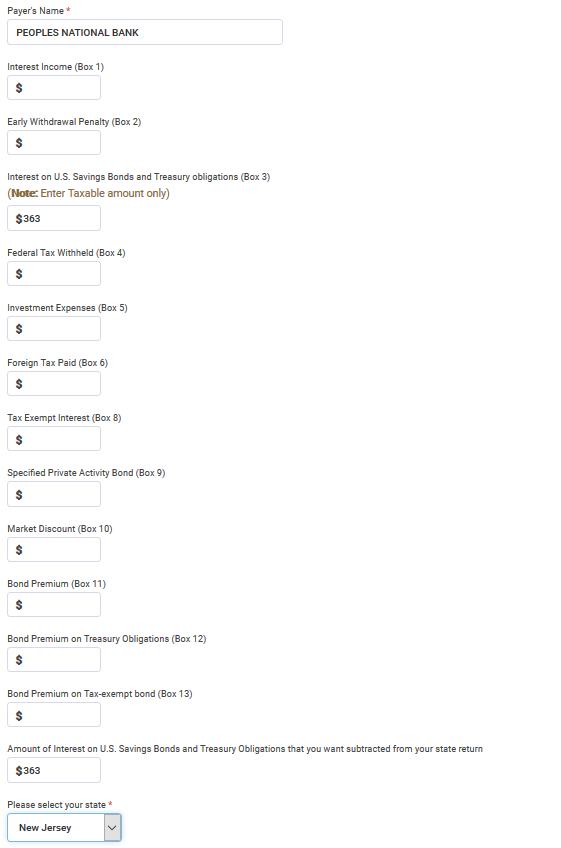 Payer's Name *
PEOPLES NATIONAL BANK
Interest Income (Box 1)
$
Early Withdrawal Penalty (Box 2)
$
Interest on U.S. Savings Bonds and Treasury obligations (Box 3)
(Note: Enter Taxable amount only)
$363
Federal Tax Withheld (Box 4)
$
Investment Expenses (Box 5)
$
Foreign Tax Paid (Box 6)
$
Tax Exempt Interest (Box 8)
$
Specified Private Activity Bond (Box 9)
$
Market Discount (Box 10)
$
Bond Premium (Box 11)
$
Bond Premium on Treasury Obligations (Box 12)
$
Bond Premium on Tax-exempt bond (Box 13)
$
Amount of Interest on U.S. Savings Bonds and Treasury Obligations that you want subtracted from your state return
$363
Please select your state *
New Jersey